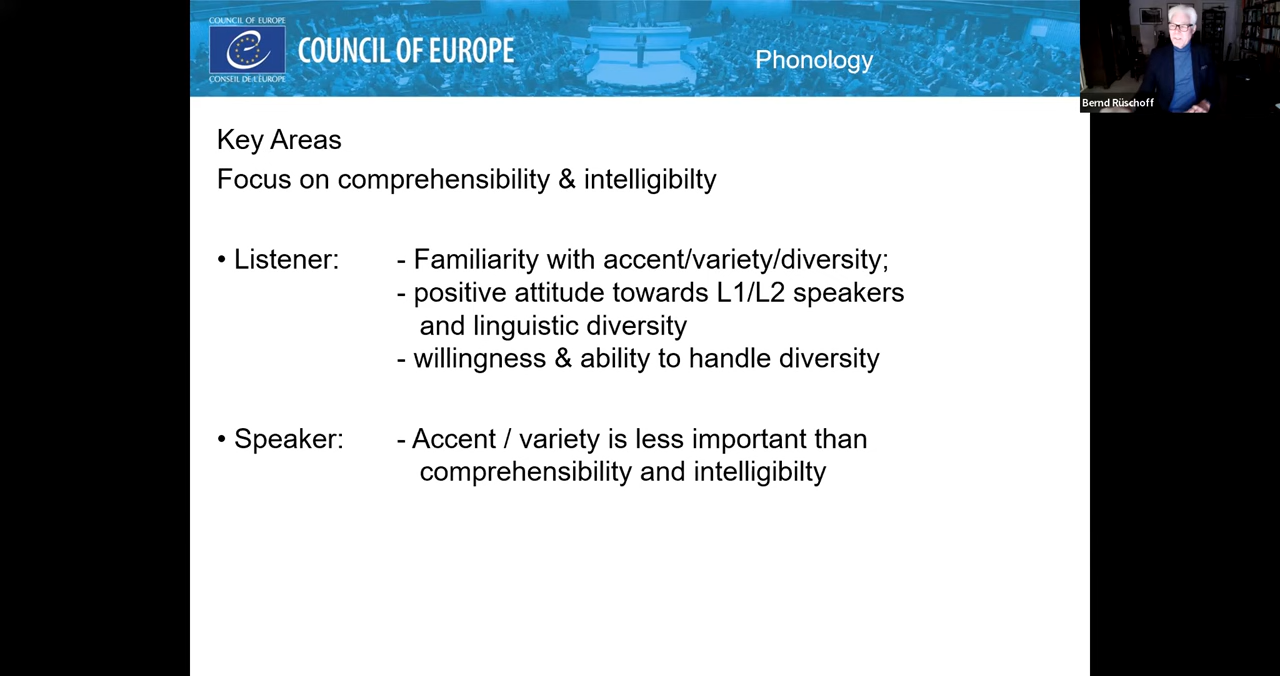 COUNCIL OF EUROPE
COUNCIL OF EUROPE
CONSEIL DE L'EUROPE
Phonology
Bernd Rüschoff
Key Areas
Focus on comprehensibility & intelligibilty
• Listener: - Familiarity with accent/variety/diversity;
- positive attitude towards L1/L2 speakers
and linguistic diversity
- willingness & ability to handle diversity
• Speaker: - Accent / variety is less important than
comprehensibility and intelligibilty